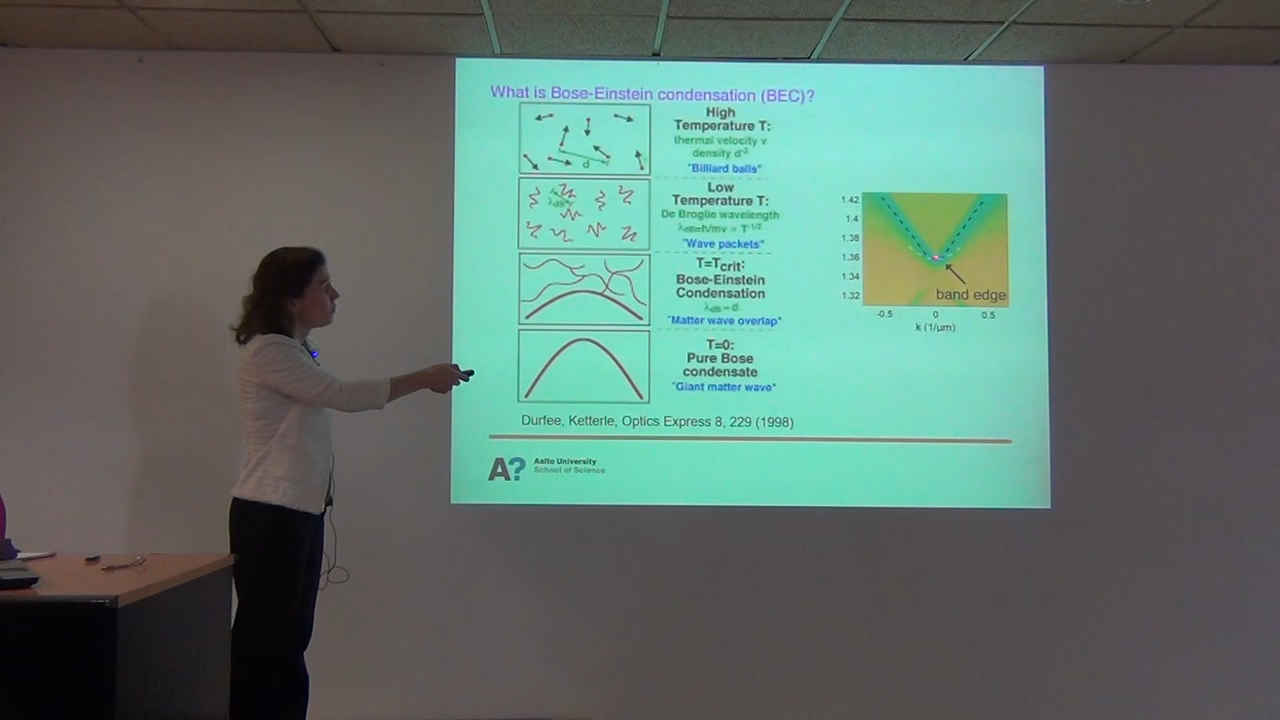 What is Bose-Einstein condensation (BEC)?
High
Temperature T:
thermal velocity v
density d⁻³
"Billiard balls"
d
Low
Temperature T:
De Broglie wavelength
λdB=h/mv ∝ T⁻¹/²
"Wave packets"
λdB
T=Tcrit:
Bose-Einstein
Condensation
λdB = d
"Matter wave overlap"
T=0:
Pure Bose
condensate
"Giant matter wave"
1.42
1.4
1.38
1.36
1.34
1.32
band edge
-0.5
0
0.5
k (1/µm)
Durfee, Ketterle, Optics Express 8, 229 (1998)
A?
Aalto University
School of Science